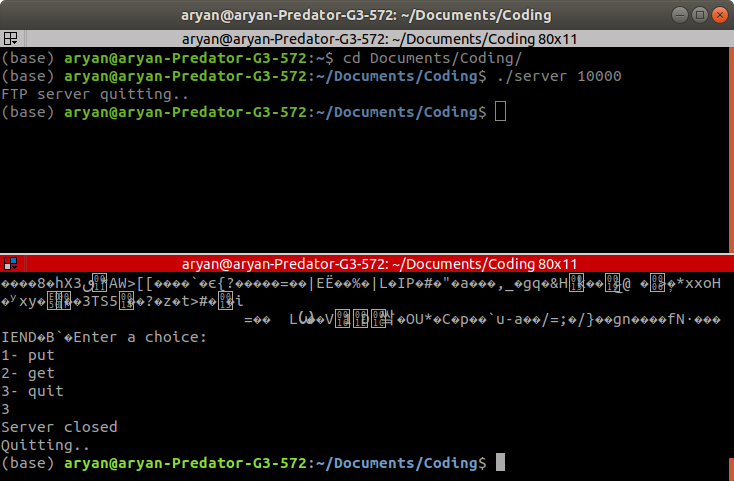 aryan@aryan-Predator-G3-572: ~/Documents/Coding
aryan@aryan-Predator-G3-572: ~/Documents/Coding 80x11
(base) aryan@aryan-Predator-G3-572:~$ cd Documents/Coding/
(base) aryan@aryan-Predator-G3-572:~/Documents/Coding$ ./server 10000
FTP server quitting..
(base) aryan@aryan-Predator-G3-572:~/Documents/Coding$
aryan@aryan-Predator-G3-572: ~/Documents/Coding 80x11
IEND�B`�Enter a choice:
1- put
2- get
3- quit
3
Server closed
Quitting..
(base) aryan@aryan-Predator-G3-572:~/Documents/Coding$